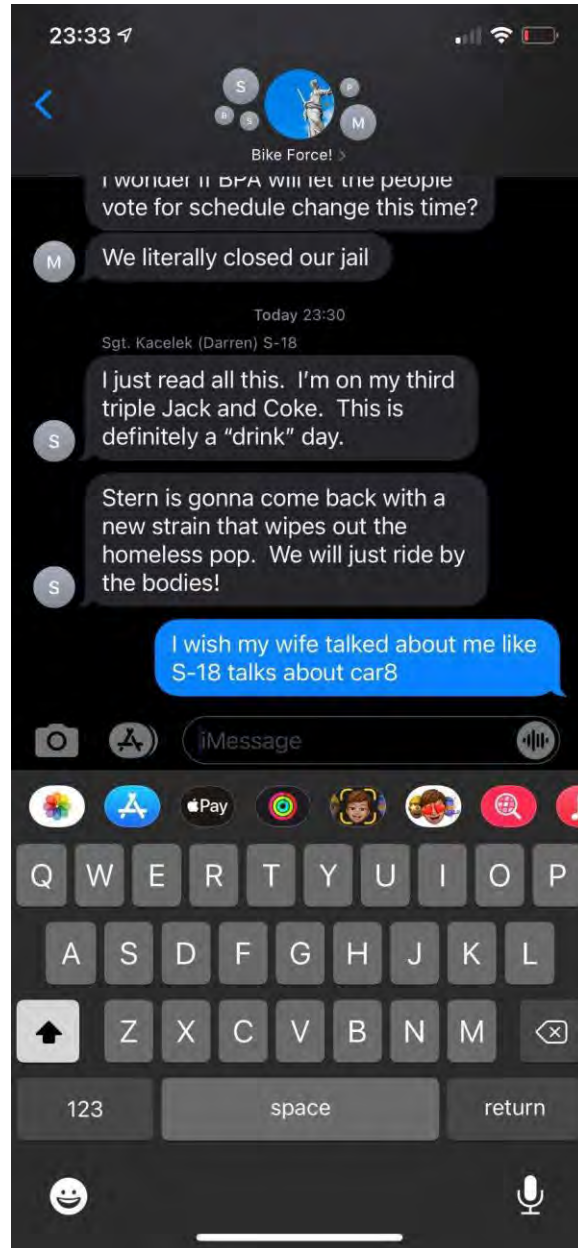 23:33
S
P
B
S
M
Bike Force! >
I wonder if BPA will let the people
vote for schedule change this time?
M
We literally closed our jail
Today 23:30
Sgt. Kacelek (Darren) S-18
I just read all this. I'm on my third
triple Jack and Coke. This is
definitely a “drink” day.
S
Stern is gonna come back with a
new strain that wipes out the
homeless pop. We will just ride by
the bodies!
S
I wish my wife talked about me like
S-18 talks about car8
iMessage
Pay
Q W E R T Y U I O P
A S D F G H J K L
Z X C V B N M
123 space return